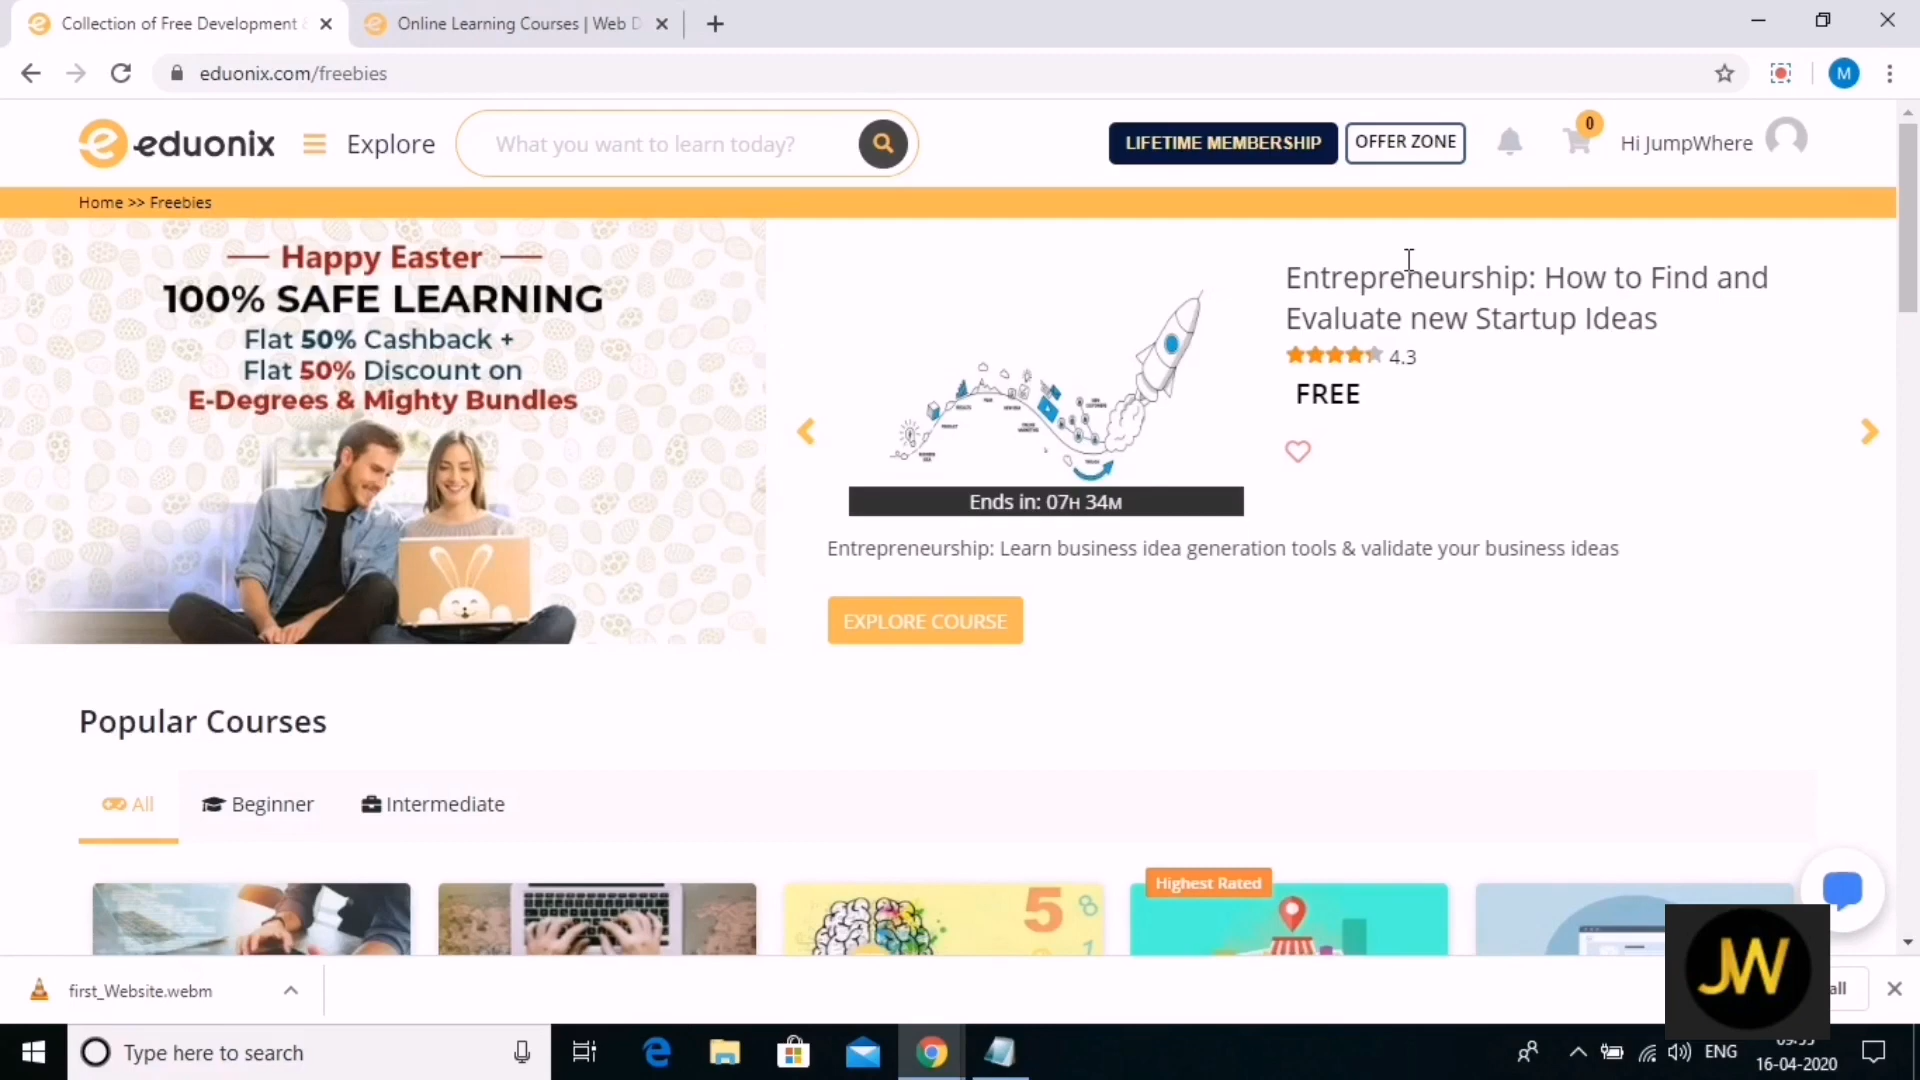 Collection of Free Development
Online Learning Courses | Web D
eduonix.com/freebies
M
eduonix
Explore
What you want to learn today?
LIFETIME MEMBERSHIP
OFFER ZONE
0
Hi JumpWhere
Home >> Freebies
Happy Easter
100% SAFE LEARNING
Flat 50% Cashback +
Flat 50% Discount on
E-Degrees & Mighty Bundles
Entrepreneurship: How to Find and
Evaluate new Startup Ideas
4.3
FREE
Ends in: 07H 34M
Entrepreneurship: Learn business idea generation tools & validate your business ideas
EXPLORE COURSE
Popular Courses
All
Beginner
Intermediate
Highest Rated
5
8
first_Website.webm
all
JW
Type here to search
ENG
16-04-2020